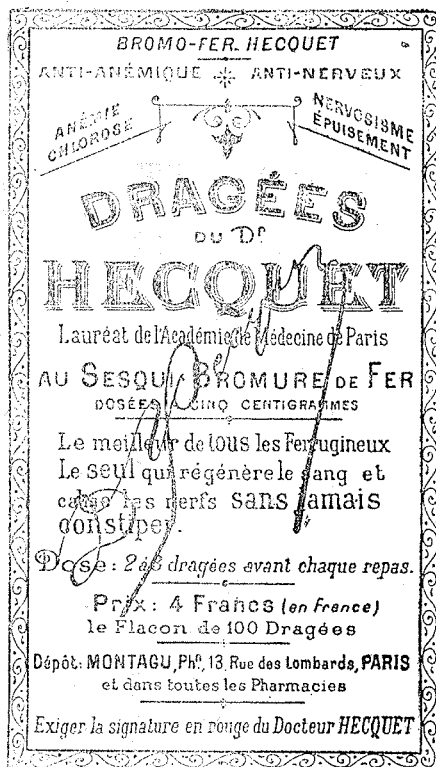 BROMO-FER. HECQUET
ANTI-ANÉMIQUE ANTI-NERVEUX
ANÉMIE
CHLOROSE
NERVOSISME
ÉPUISEMENT
DRAGÉES
DU Dr
HECQUET
Lauréat de l'Académie de Médecine de Paris
AU SESQUI-BROMURE DE FER
DOSÉES A CINQ CENTIGRAMMES
Le meilleur de tous les Ferrugineux
Le seul qui régénère le sang et
calme les nerfs sans jamais
constiper.
Dose: 2 à 3 dragées avant chaque repas.
Prix: 4 Francs (en France)
le Flacon de 100 Dragées
Dépôt: MONTAGU, Phen, 13, Rue des Lombards, PARIS
et dans toutes les Pharmacies
Exiger la signature en rouge du Docteur HECQUET